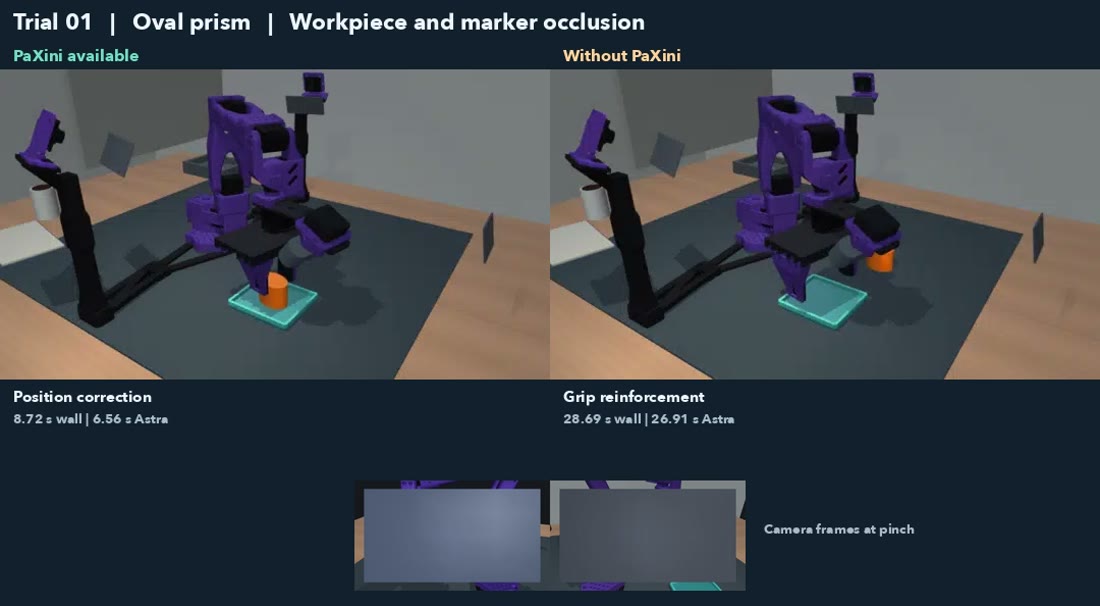 Trial 01 | Oval prism | Workpiece and marker occlusion
PaXini available
Without PaXini
Position correction
8.72 s wall | 6.56 s Astra
Grip reinforcement
28.69 s wall | 26.91 s Astra
Camera frames at pinch